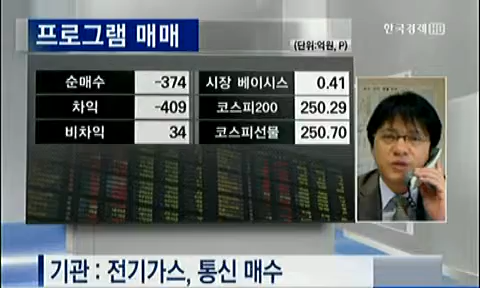 프로그램 매매
한국경제HD
(단위:억원, P)
순매수 -374 시장 베이시스 0.41
차익 -409 코스피200 250.29
비차익 34 코스피선물 250.70
기관 : 전기가스, 통신 매수